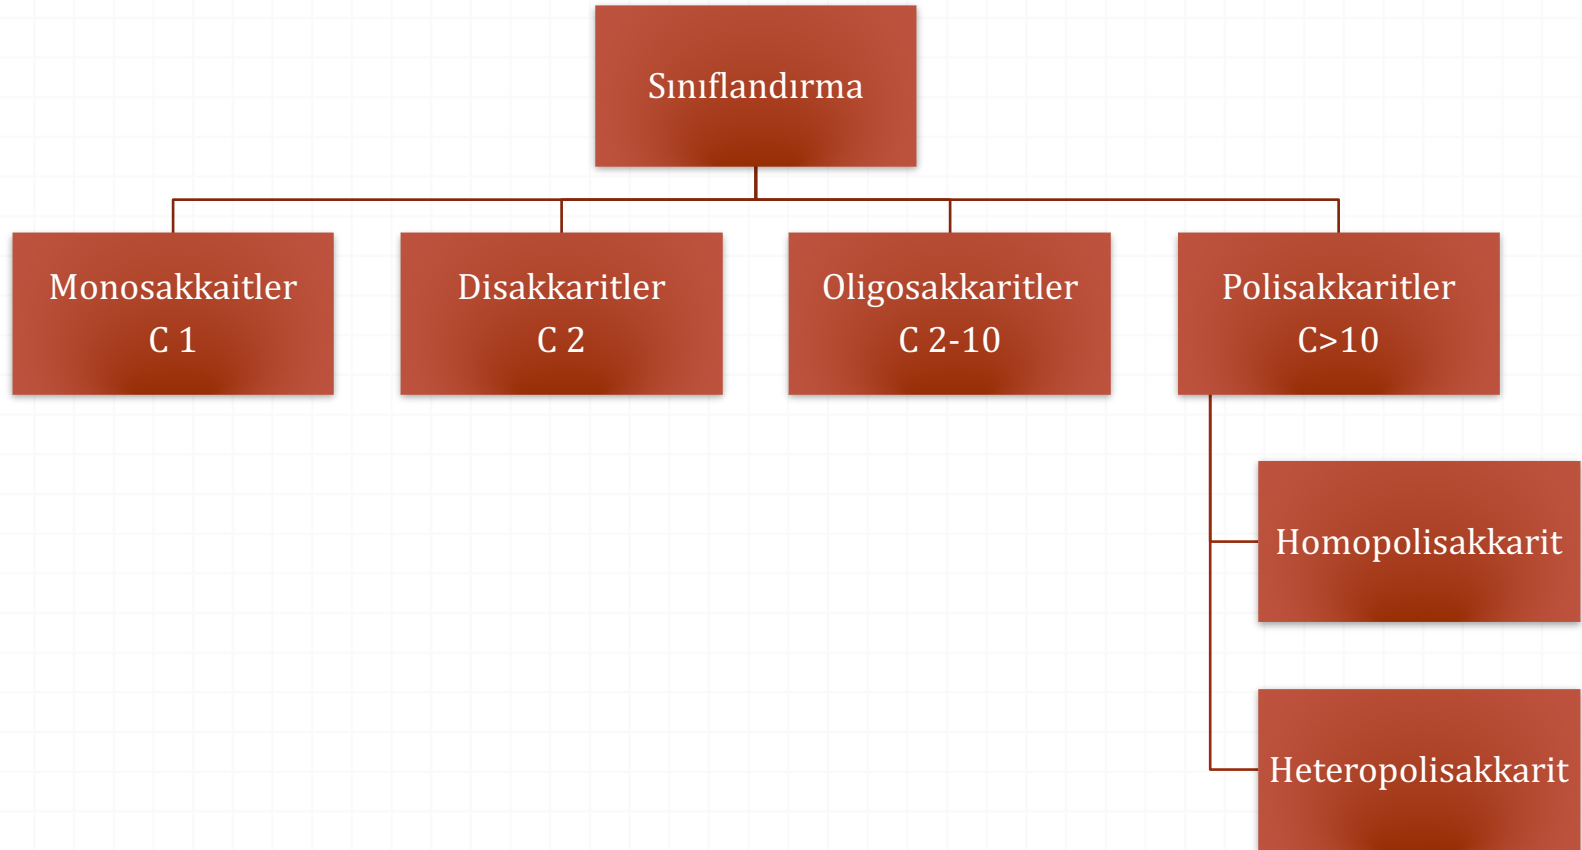 Sınıflandırma
Monosakkaitler
C 1
Disakkaritler
C 2
Oligosakkaritler
C 2-10
Polisakkaritler
C>10
Homopolisakkarit
Heteropolisakkarit